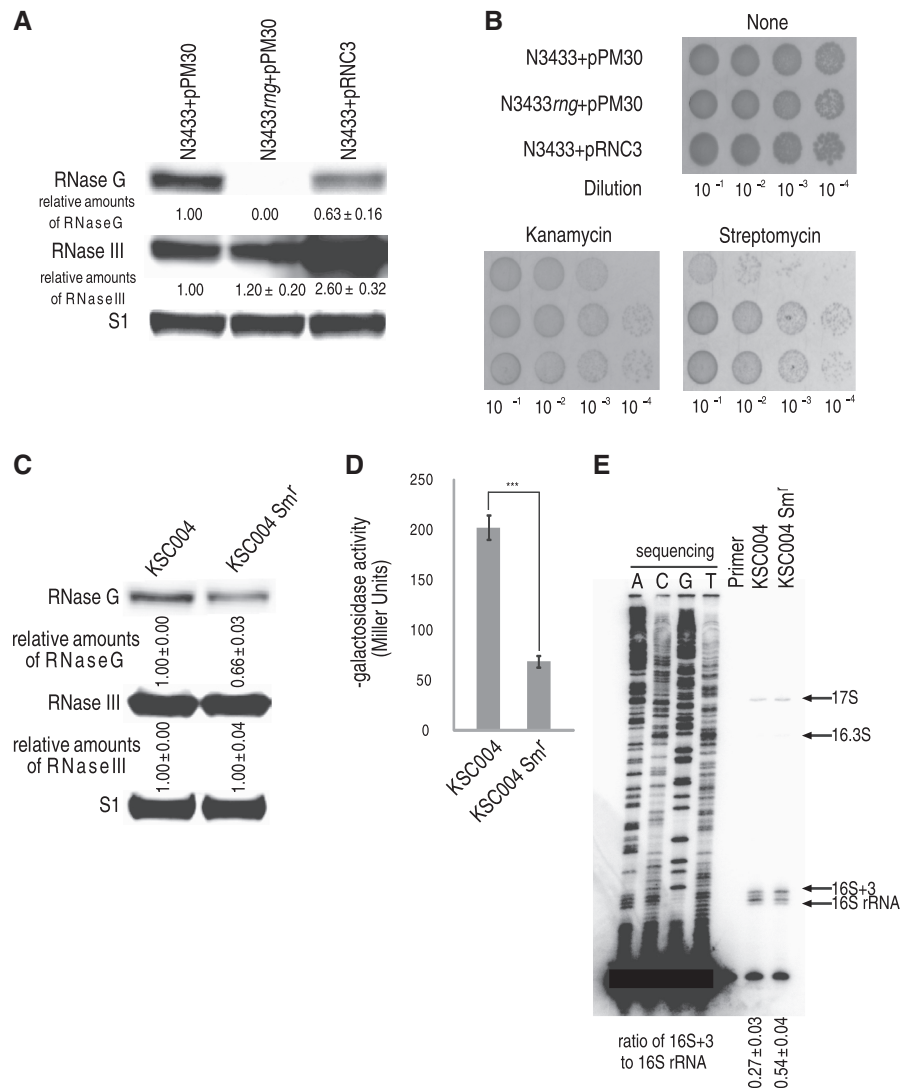 A
N3433+pPM30
N3433rng+pPM30
N3433+pRNC3
RNase G
relative amounts
of RNaseG
1.00
0.00
0.63 ± 0.16
RNase III
relative amounts
of RNaseIII
1.00
1.20 ± 0.20
2.60 ± 0.32
S1
B
None
N3433+pPM30
N3433rng+pPM30
N3433+pRNC3
Dilution
10 -1
10 -2
10 -3
10 -4
Kanamycin
Streptomycin
10 -1
10 -2
10 -3
10 -4
10 -1
10 -2
10 -3
10 -4
C
KSC004
KSC004 Smr
RNase G
relative amounts
of RNaseG
1.00±0.00
0.66±0.03
RNase III
relative amounts
of RNaseIII
1.00±0.00
1.00±0.04
S1
D
-galactosidase activity
(Miller Units)
250
200
150
100
50
0
***
KSC004
KSC004 Smr
E
sequencing
A C G T
Primer
KSC004
KSC004 Smr
17S
16.3S
16S+3
16S rRNA
ratio of 16S+3
to 16S rRNA
0.27±0.03
0.54±0.04